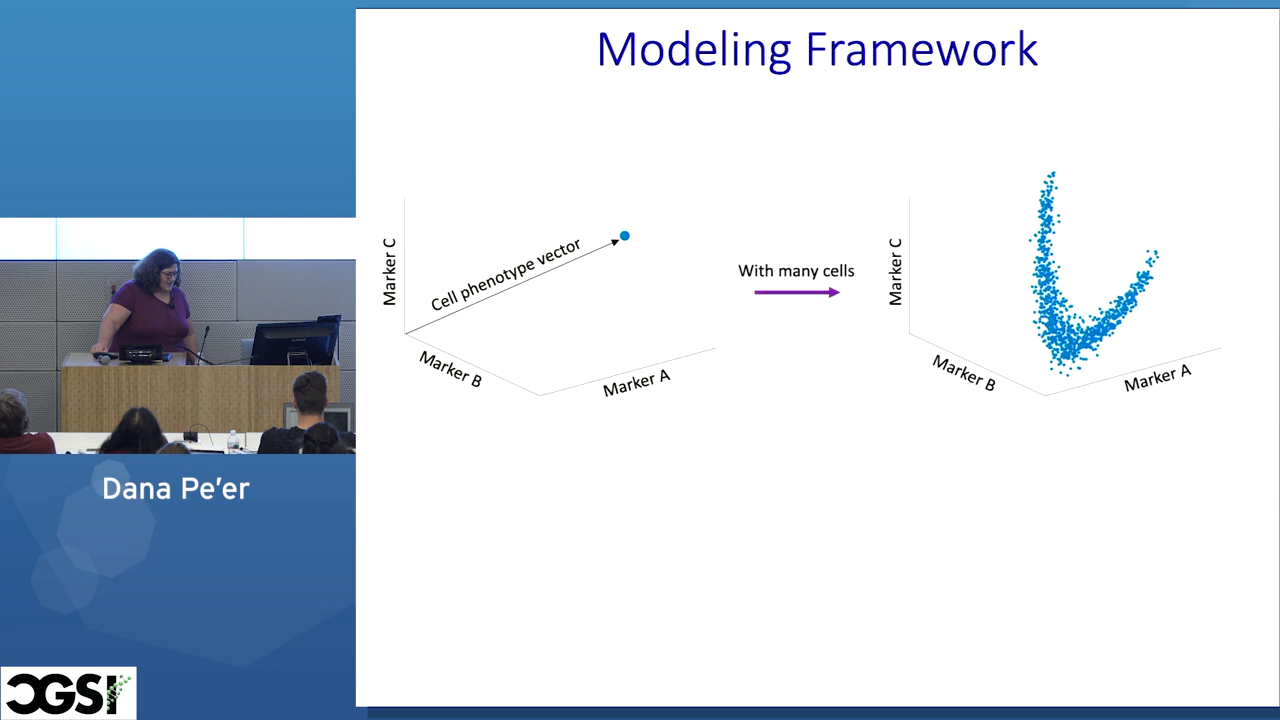 Modeling Framework
Marker C
Cell phenotype vector
Marker B
Marker A
With many cells
Marker C
Marker B
Marker A
Dana Pe'er
CGSI